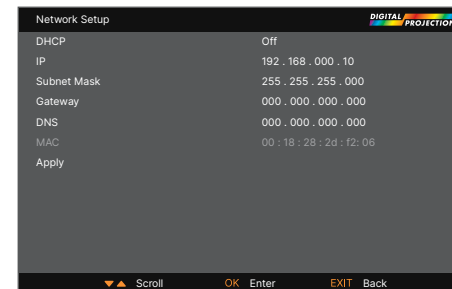 Network Setup
DIGITAL PROJECTION
DHCP Off
IP 192 . 168 . 000 . 10
Subnet Mask 255 . 255 . 255 . 000
Gateway 000 . 000 . 000 . 000
DNS 000 . 000 . 000 . 000
MAC 00 : 18 : 28 : 2d : f2: 06
Apply
▼▲ Scroll OK Enter EXIT Back